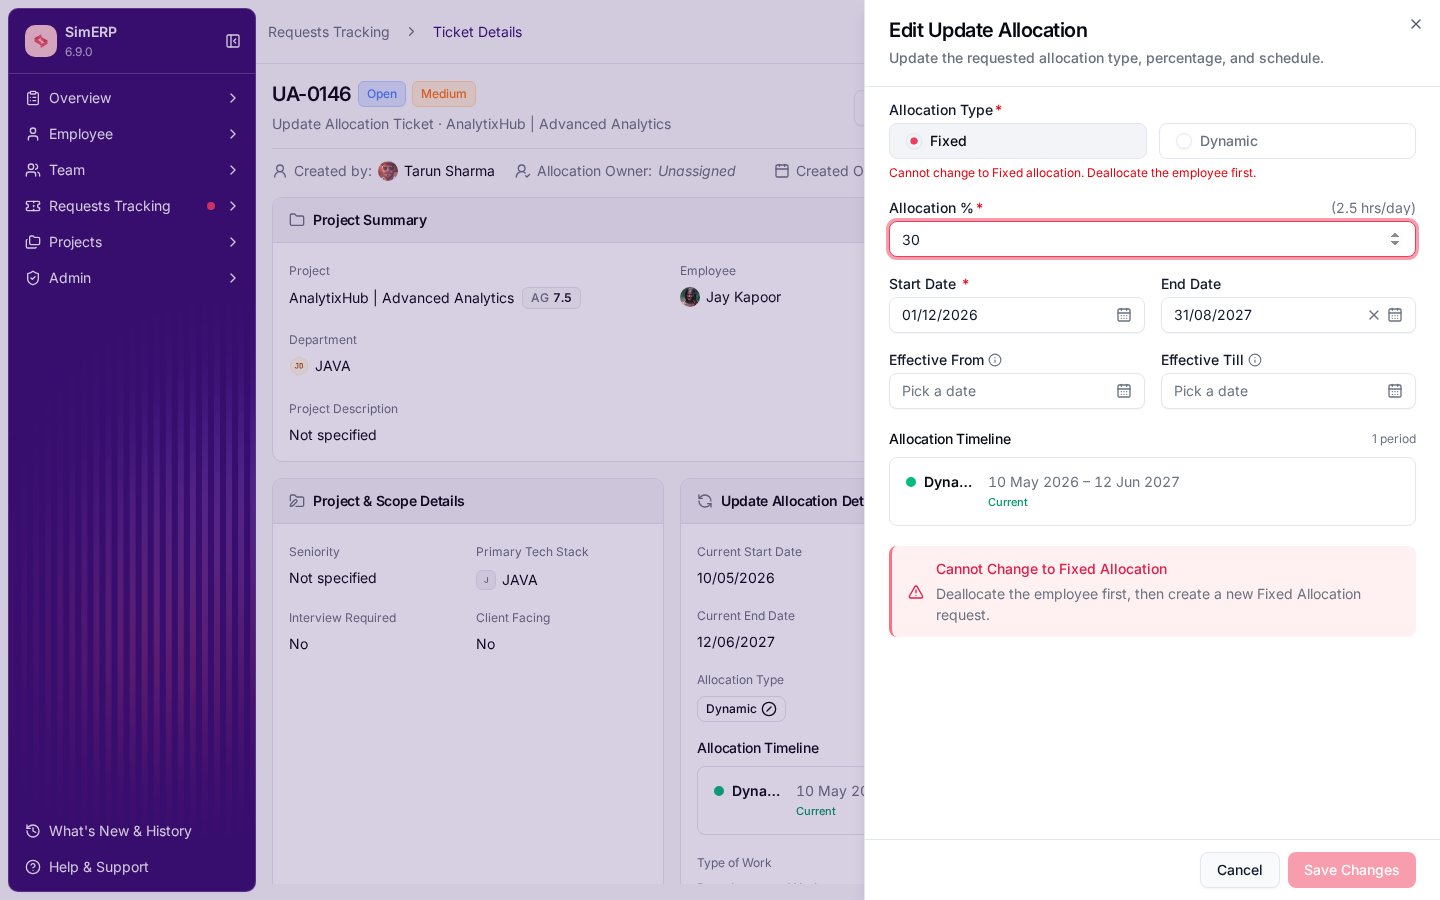 SimERP
6.9.0
Overview
Employee
Team
Requests Tracking
Projects
Admin
What's New & History
Help & Support
Requests Tracking
Ticket Details
UA-0146 Open Medium
Update Allocation Ticket · AnalytixHub | Advanced Analytics
Created by: Tarun Sharma Allocation Owner: Unassigned Created O
Project Summary
Project
AnalytixHub | Advanced Analytics AG 7.5
Employee
Jay Kapoor
Department
JD JAVA
Project Description
Not specified
Project & Scope Details
Seniority
Not specified
Primary Tech Stack
J JAVA
Interview Required
No
Client Facing
No
Update Allocation Det
Current Start Date
10/05/2026
Current End Date
12/06/2027
Allocation Type
Dynamic
Allocation Timeline
Dyna... 10 May 20
Current
Type of Work
Edit Update Allocation
Update the requested allocation type, percentage, and schedule.
Allocation Type *
Fixed
Dynamic
Cannot change to Fixed allocation. Deallocate the employee first.
Allocation % * (2.5 hrs/day)
30
Start Date *
01/12/2026
End Date
31/08/2027
Effective From
Pick a date
Effective Till
Pick a date
Allocation Timeline 1 period
Dyna... 10 May 2026 – 12 Jun 2027
Current
Cannot Change to Fixed Allocation
Deallocate the employee first, then create a new Fixed Allocation
request.
Cancel
Save Changes